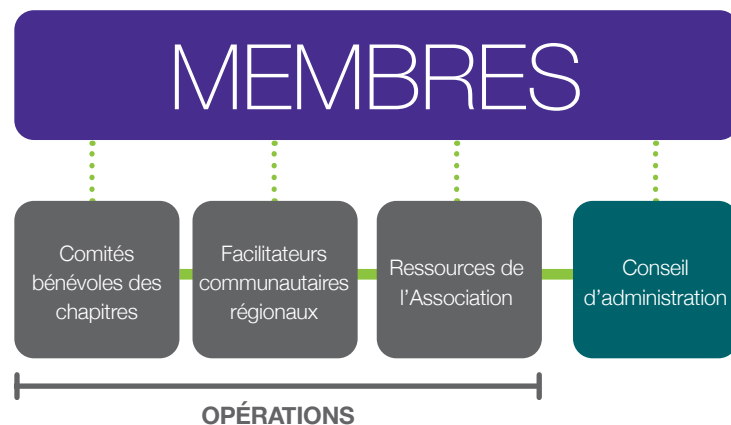 MEMBRES
Comités
bénévoles des
chapitres
Facilitateurs
communautaires
régionaux
Ressources de
l’Association
Conseil
d’administration
OPÉRATIONS